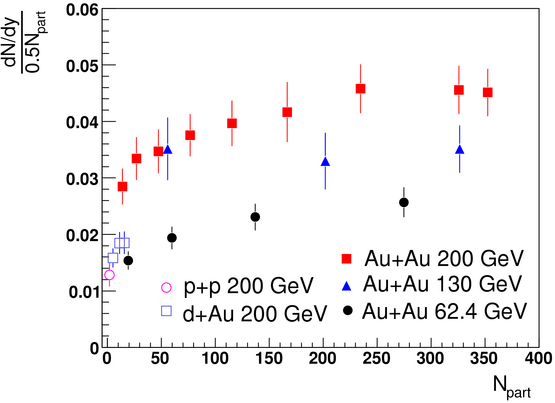 dN/dy
0.5Npart
0.06
0.05
0.04
0.03
0.02
0.01
0
Au+Au 200 GeV
p+p 200 GeV
Au+Au 130 GeV
d+Au 200 GeV
Au+Au 62.4 GeV
0 50 100 150 200 250 300 350 400
Npart